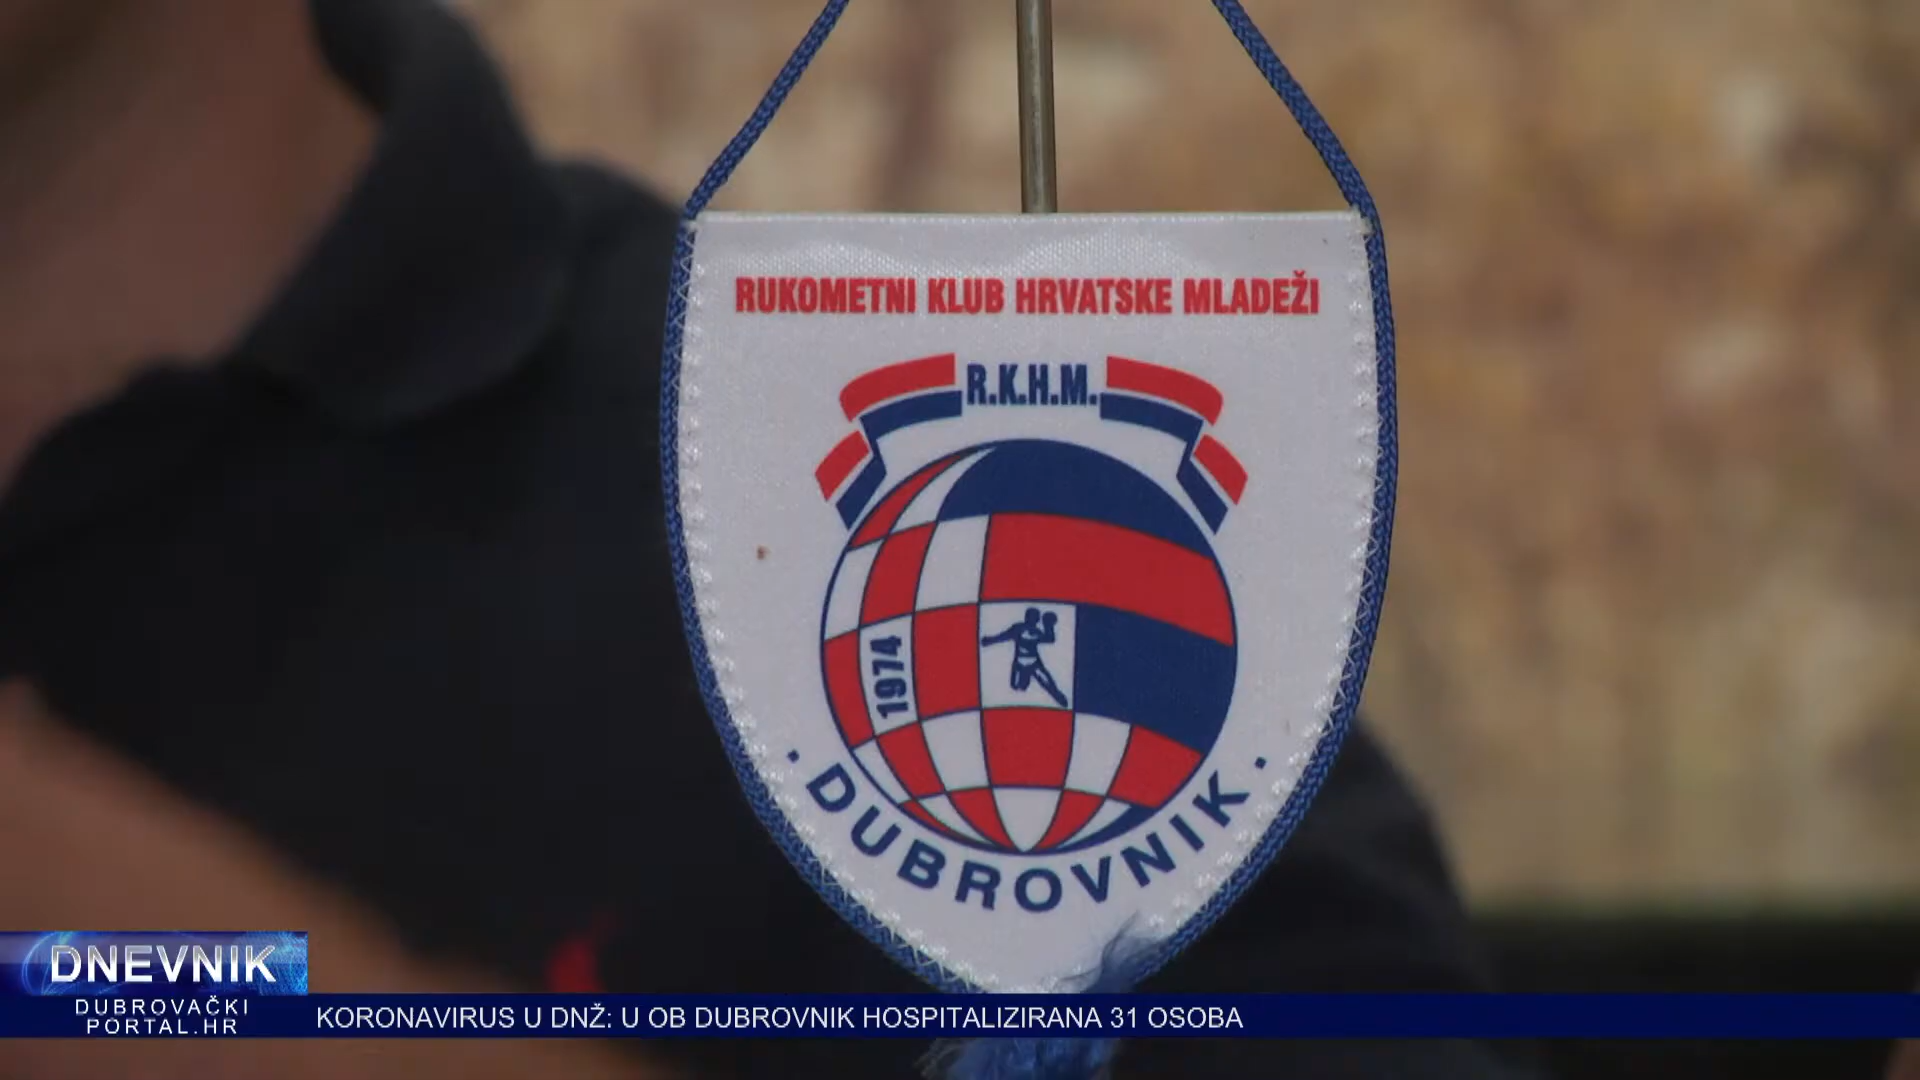 RUKOMETNI KLUB HRVATSKE MLADEŽI
R.K.H.M.
1974
· DUBROVNIK ·
DNEVNIK
DUBROVAČKI
PORTAL.HR
KORONAVIRUS U DNŽ: U OB DUBROVNIK HOSPITALIZIRANA 31 OSOBA